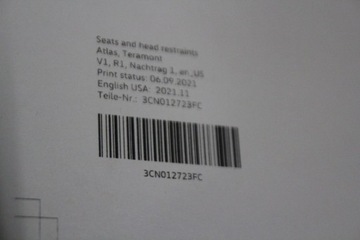 Seats and head restraints
Atlas, Teramont
V1, R1, Nachtrag 1, en_US
Print status: 06.09.2021
English USA: 2021.11
Teile-Nr.: 3CN012723FC
3CN012723FC